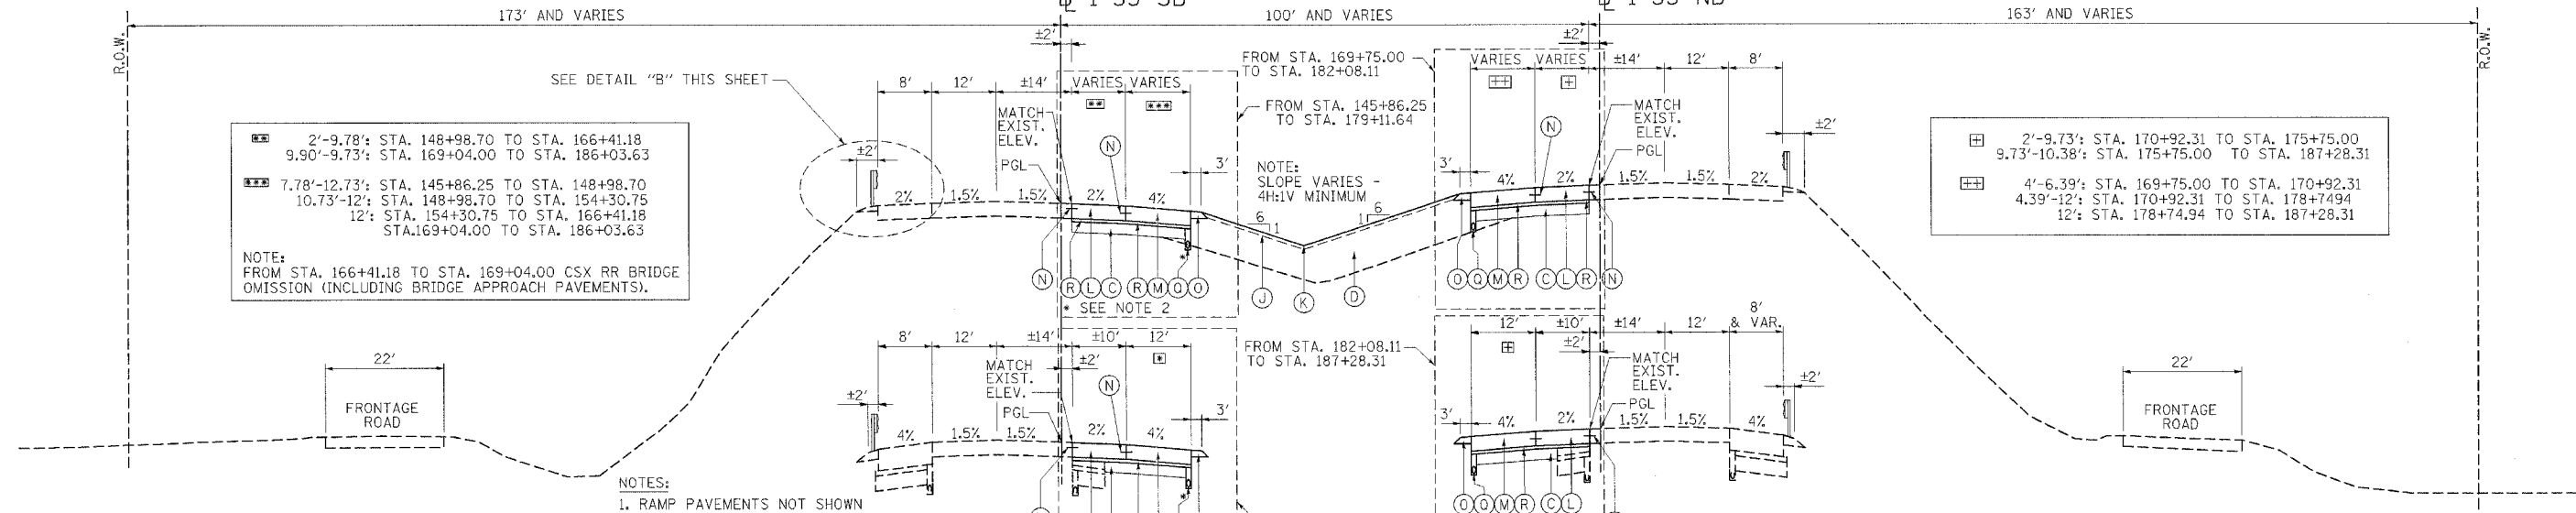 173' AND VARIES
℄ I-55 SB
100' AND VARIES
℄ I-55 NB
163' AND VARIES
R.O.W.
R.O.W.
±2'
±2'
SEE DETAIL "B" THIS SHEET
8' 12' ±14' VARIES VARIES
** ***
FROM STA. 169+75.00
TO STA. 182+08.11
FROM STA. 145+86.25
TO STA. 179+11.64
VARIES VARIES ±14' 12' 8'
++ +
MATCH
EXIST.
ELEV.
PGL
N
±2'
3'
MATCH
EXIST.
ELEV.
PGL
N
3'
±2'
** 2'-9.78': STA. 148+98.70 TO STA. 166+41.18
9.90'-9.73': STA. 169+04.00 TO STA. 186+03.63
*** 7.78'-12.73': STA. 145+86.25 TO STA. 148+98.70
10.73'-12': STA. 148+98.70 TO STA. 154+30.75
12': STA. 154+30.75 TO STA. 166+41.18
STA.169+04.00 TO STA. 186+03.63
NOTE:
FROM STA. 166+41.18 TO STA. 169+04.00 CSX RR BRIDGE
OMISSION (INCLUDING BRIDGE APPROACH PAVEMENTS).
+ 2'-9.73': STA. 170+92.31 TO STA. 175+75.00
9.73'-10.38': STA. 175+75.00 TO STA. 187+28.31
++ 4'-6.39': STA. 169+75.00 TO STA. 170+92.31
4.39'-12': STA. 170+92.31 TO STA. 178+7494
12': STA. 178+74.94 TO STA. 187+28.31
NOTE:
SLOPE VARIES -
4H:1V MINIMUM
2% 1.5% 1.5% 2% 4%
6
1
6
1
4% 2% 1.5% 1.5% 2%
*
N R L C R M Q O
J K D
O Q M R C L R N
* SEE NOTE 2
8' 12' ±14' ±10' 12'
*
±2'
FROM STA. 182+08.11
TO STA. 187+28.31
12' ±10' ±14' 12' 8'
& VAR.
+
±2'
MATCH
EXIST.
ELEV.
PGL
N
±2'
3'
MATCH
EXIST.
ELEV.
PGL
3'
±2'
4% 1.5% 1.5% 2% 4%
4% 2% 1.5% 1.5% 4%
*
O Q M R C L
22'
FRONTAGE
ROAD
22'
FRONTAGE
ROAD
NOTES:
1. RAMP PAVEMENTS NOT SHOWN